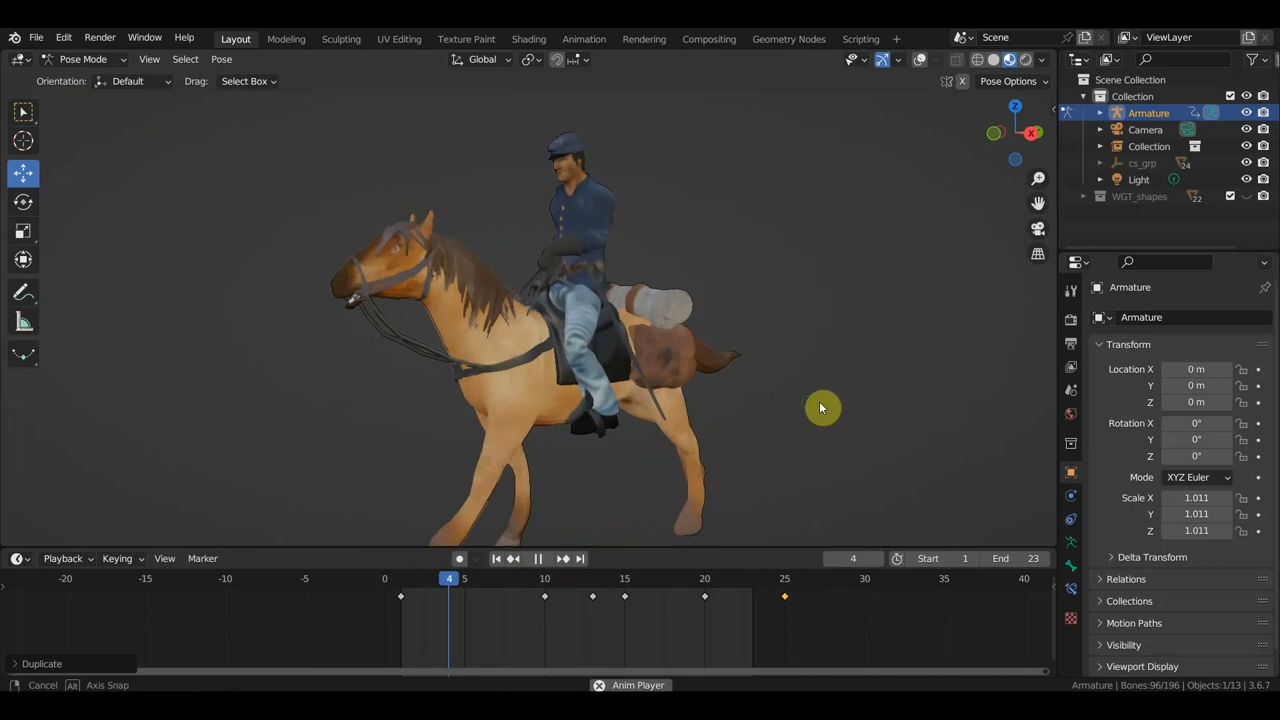 File Edit Render Window Help Layout Modeling Sculpting UV Editing Texture Paint Shading Animation Rendering Compositing Geometry Nodes Scripting + Scene ViewLayer
Pose Mode View Select Pose Global
Orientation: Default Drag: Select Box X Pose Options
Scene Collection
Collection
Armature
Camera
Collection
cs_grp 24
Light
WGT_shapes 22
Z
X
Armature
Armature
Transform
Location X 0 m
Y 0 m
Z 0 m
Rotation X 0°
Y 0°
Z 0°
Mode XYZ Euler
Scale X 1.011
Y 1.011
Z 1.011
Delta Transform
Relations
Collections
Motion Paths
Visibility
Viewport Display
Playback Keying View Marker 4 Start 1 End 23
-20 -15 -10 -5 0 4 5 10 15 20 25 30 35 40
Duplicate
Cancel Alt Axis Snap Anim Player Armature | Bones:96/196 | Objects:1/13 | 3.6.7